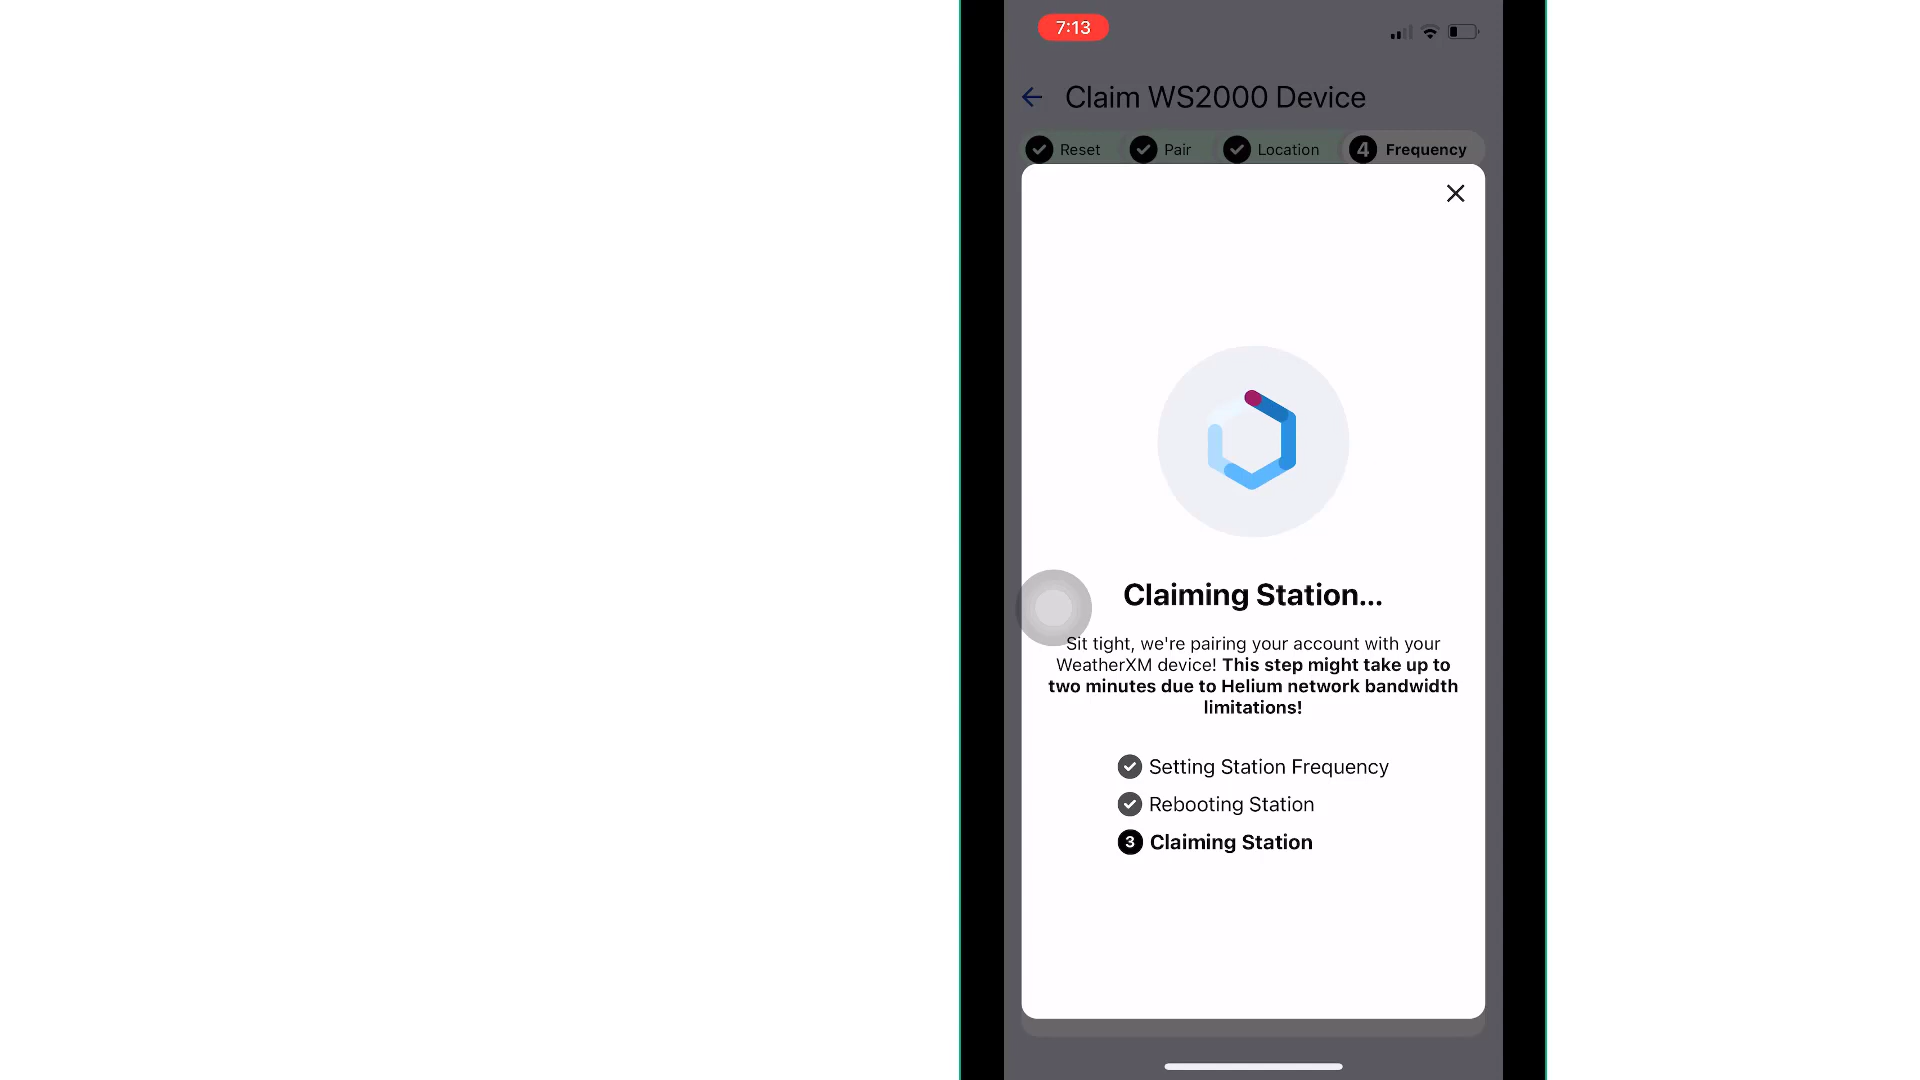 7:13
Claim WS2000 Device
Reset Pair Location 4 Frequency
Claiming Station...
Sit tight, we're pairing your account with your
WeatherXM device! This step might take up to
two minutes due to Helium network bandwidth
limitations!
Setting Station Frequency
Rebooting Station
3 Claiming Station